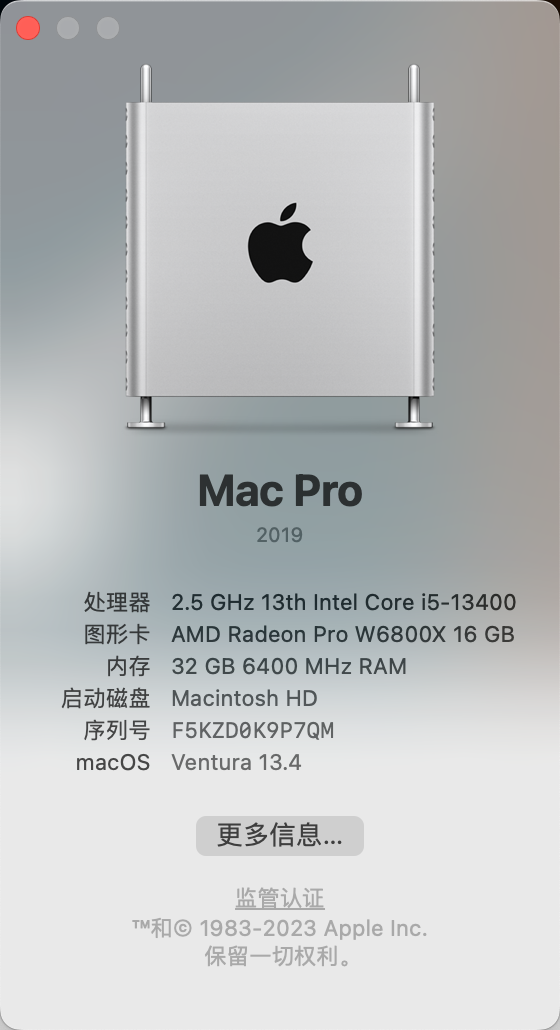 Mac Pro
2019
处理器 2.5 GHz 13th Intel Core i5-13400
图形卡 AMD Radeon Pro W6800X 16 GB
内存 32 GB 6400 MHz RAM
启动磁盘 Macintosh HD
序列号 F5KZD0K9P7QM
macOS Ventura 13.4
更多信息...
监管认证
™和© 1983-2023 Apple Inc.
保留一切权利。